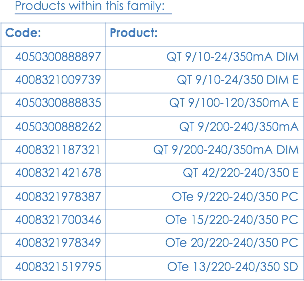 Products within this family:
Code: Product:
4050300888897 QT 9/10-24/350mA DIM
4008321009739 QT 9/10-24/350 DIM E
4050300888835 QT 9/100-120/350mA E
4050300888262 QT 9/200-240/350mA
4008321187321 QT 9/200-240/350mA DIM
4008321421678 QT 42/220-240/350 E
4008321978387 OTe 9/220-240/350 PC
4008321700346 OTe 15/220-240/350 PC
4008321978349 OTe 20/220-240/350 PC
4008321519795 OTe 13/220-240/350 SD